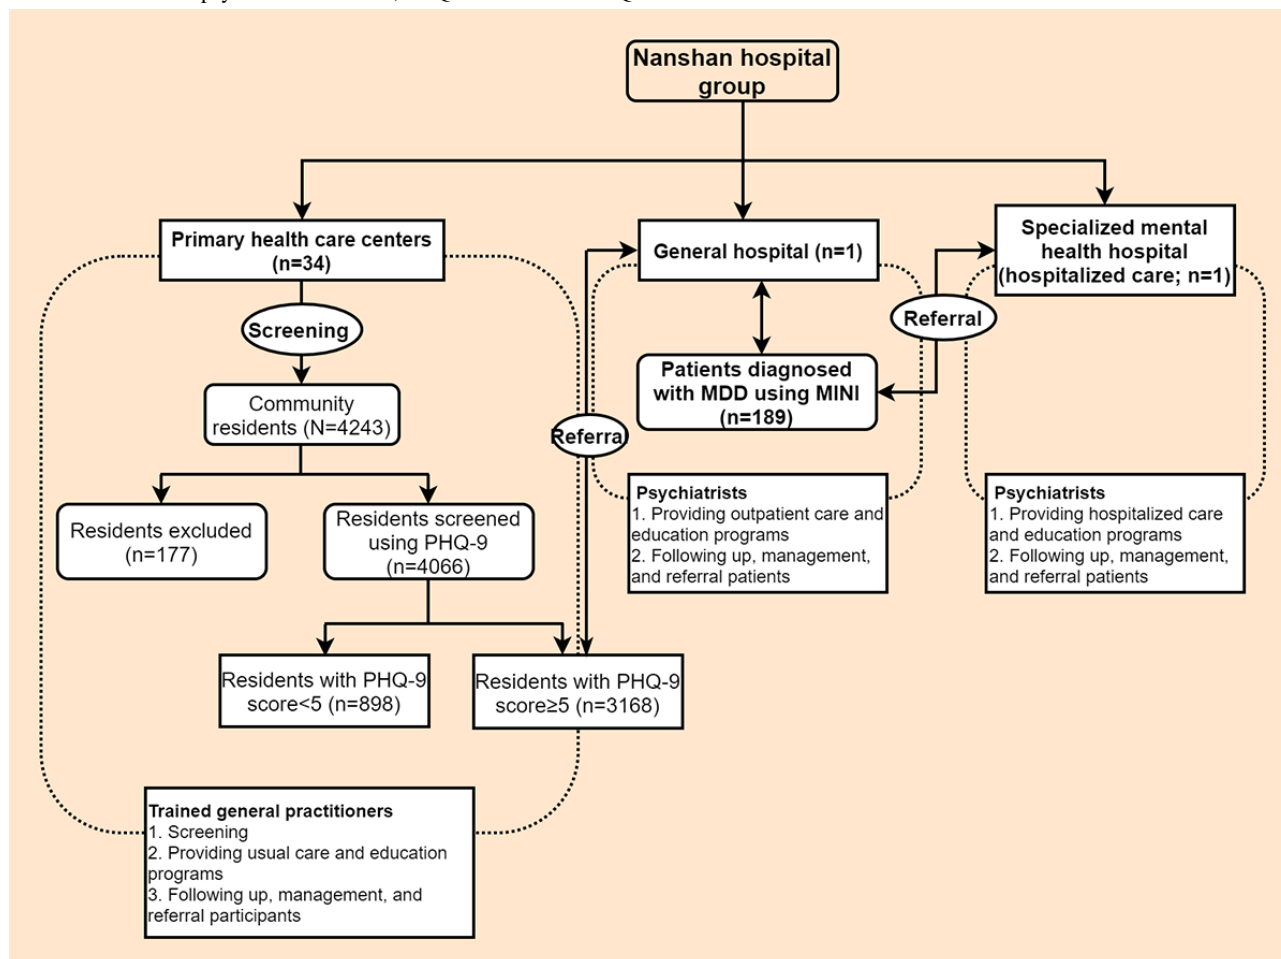 Nanshan hospital
group
Primary health care centers
(n=34)
General hospital (n=1)
Specialized mental
health hospital
(hospitalized care; n=1)
Screening
Referral
Community
residents (N=4243)
Patients diagnosed
with MDD using MINI
(n=189)
Referral
Residents excluded
(n=177)
Residents screened
using PHQ-9
(n=4066)
Psychiatrists
1. Providing outpatient care and
education programs
2. Following up, management,
and referral patients
Psychiatrists
1. Providing hospitalized care
and education programs
2. Following up, management,
and referral patients
Residents with PHQ-9
score<5 (n=898)
Residents with PHQ-9
score≥5 (n=3168)
Trained general practitioners
1. Screening
2. Providing usual care and education
programs
3. Following up, management, and
referral participants